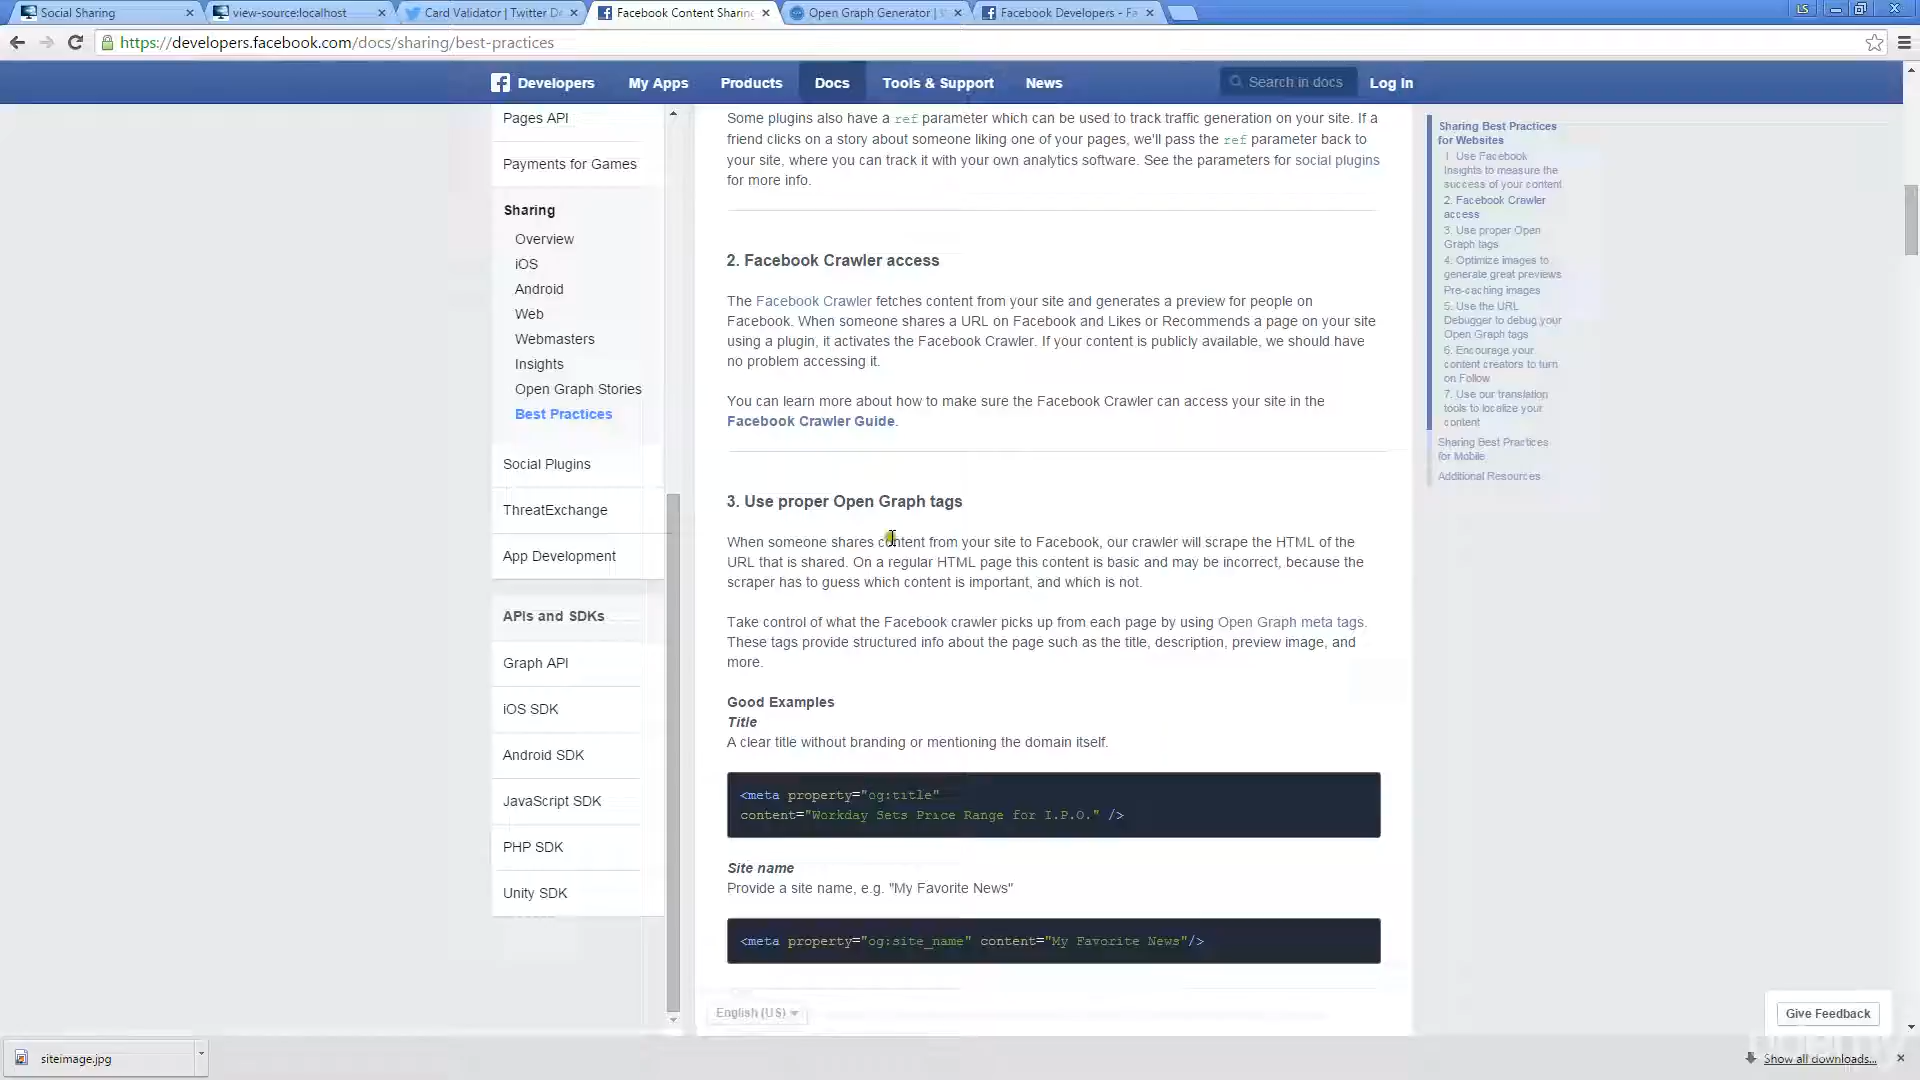 Social Sharing
view-source:localhost
Card Validator | Twitter De
Facebook Content Sharin
Open Graph Generator |
Facebook Developers - Fa
LS
https://developers.facebook.com/docs/sharing/best-practices
Developers
My Apps
Products
Docs
Tools & Support
News
Search in docs
Log In
Pages API
Payments for Games
Sharing
Overview
iOS
Android
Web
Webmasters
Insights
Open Graph Stories
Best Practices
Social Plugins
ThreatExchange
App Development
APIs and SDKs
Graph API
iOS SDK
Android SDK
JavaScript SDK
PHP SDK
Unity SDK
Some plugins also have a ref parameter which can be used to track traffic generation on your site. If a
friend clicks on a story about someone liking one of your pages, we'll pass the ref parameter back to
your site, where you can track it with your own analytics software. See the parameters for social plugins
for more info.
2. Facebook Crawler access
The Facebook Crawler fetches content from your site and generates a preview for people on
Facebook. When someone shares a URL on Facebook and Likes or Recommends a page on your site
using a plugin, it activates the Facebook Crawler. If your content is publicly available, we should have
no problem accessing it.
You can learn more about how to make sure the Facebook Crawler can access your site in the
Facebook Crawler Guide.
3. Use proper Open Graph tags
When someone shares content from your site to Facebook, our crawler will scrape the HTML of the
URL that is shared. On a regular HTML page this content is basic and may be incorrect, because the
scraper has to guess which content is important, and which is not.
Take control of what the Facebook crawler picks up from each page by using Open Graph meta tags.
These tags provide structured info about the page such as the title, description, preview image, and
more.
Good Examples
Title
A clear title without branding or mentioning the domain itself.
<meta property="og:title"
content="Workday Sets Price Range for I.P.O." />
Site name
Provide a site name, e.g. "My Favorite News"
<meta property="og:site_name" content="My Favorite News"/>
English (US)
Sharing Best Practices
for Websites
1. Use Facebook
Insights to measure the
success of your content
2. Facebook Crawler
access
3. Use proper Open
Graph tags
4. Optimize images to
generate great previews
Pre-caching images
5. Use the URL
Debugger to debug your
Open Graph tags
6. Encourage your
content creators to turn
on Follow
7. Use our translation
tools to localize your
content
Sharing Best Practices
for Mobile
Additional Resources
Give Feedback
siteimage.jpg
Show all downloads...